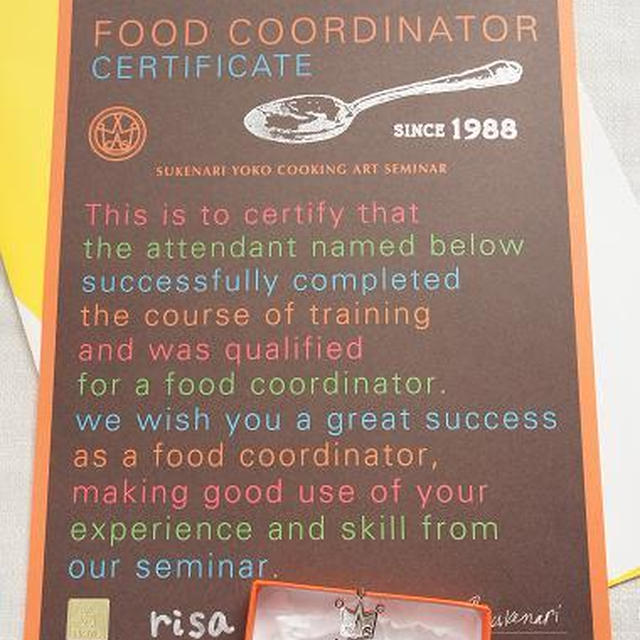 FOOD COORDINATOR
CERTIFICATE
SINCE 1988
SUKENARI YOKO COOKING ART SEMINAR
This is to certify that
the attendant named below
successfully completed
the course of training
and was qualified
for a food coordinator.
we wish you a great success
as a food coordinator,
making good use of your
experience and skill from
our seminar.
risa